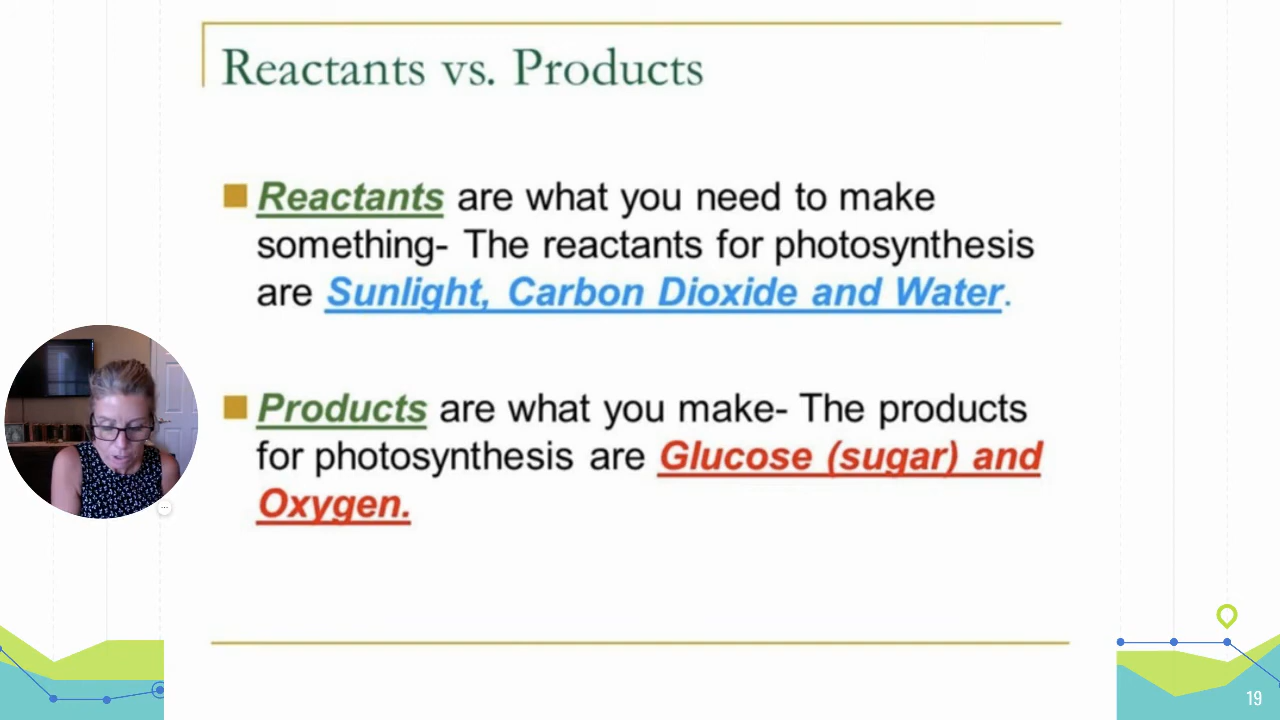 Reactants vs. Products
Reactants are what you need to make
something- The reactants for photosynthesis
are Sunlight, Carbon Dioxide and Water.
Products are what you make- The products
for photosynthesis are Glucose (sugar) and
Oxygen.
19